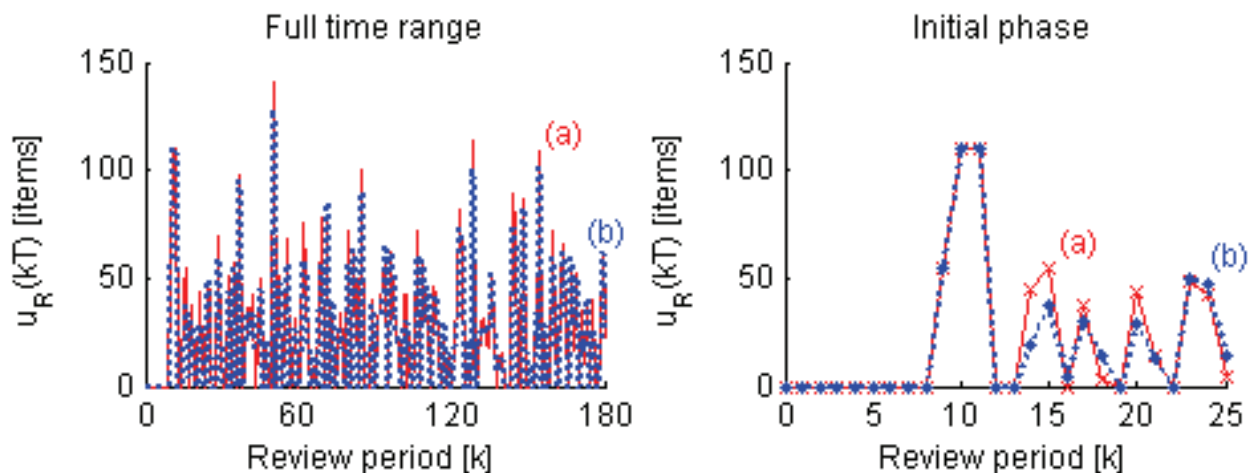 Full time range
Initial phase
150
100
50
0
u_R(kT) [items]
(a)
(b)
0
60
120
180
Review period [k]
150
100
50
0
u_R(kT) [items]
(a)
(b)
0
5
10
15
20
25
Review period [k]